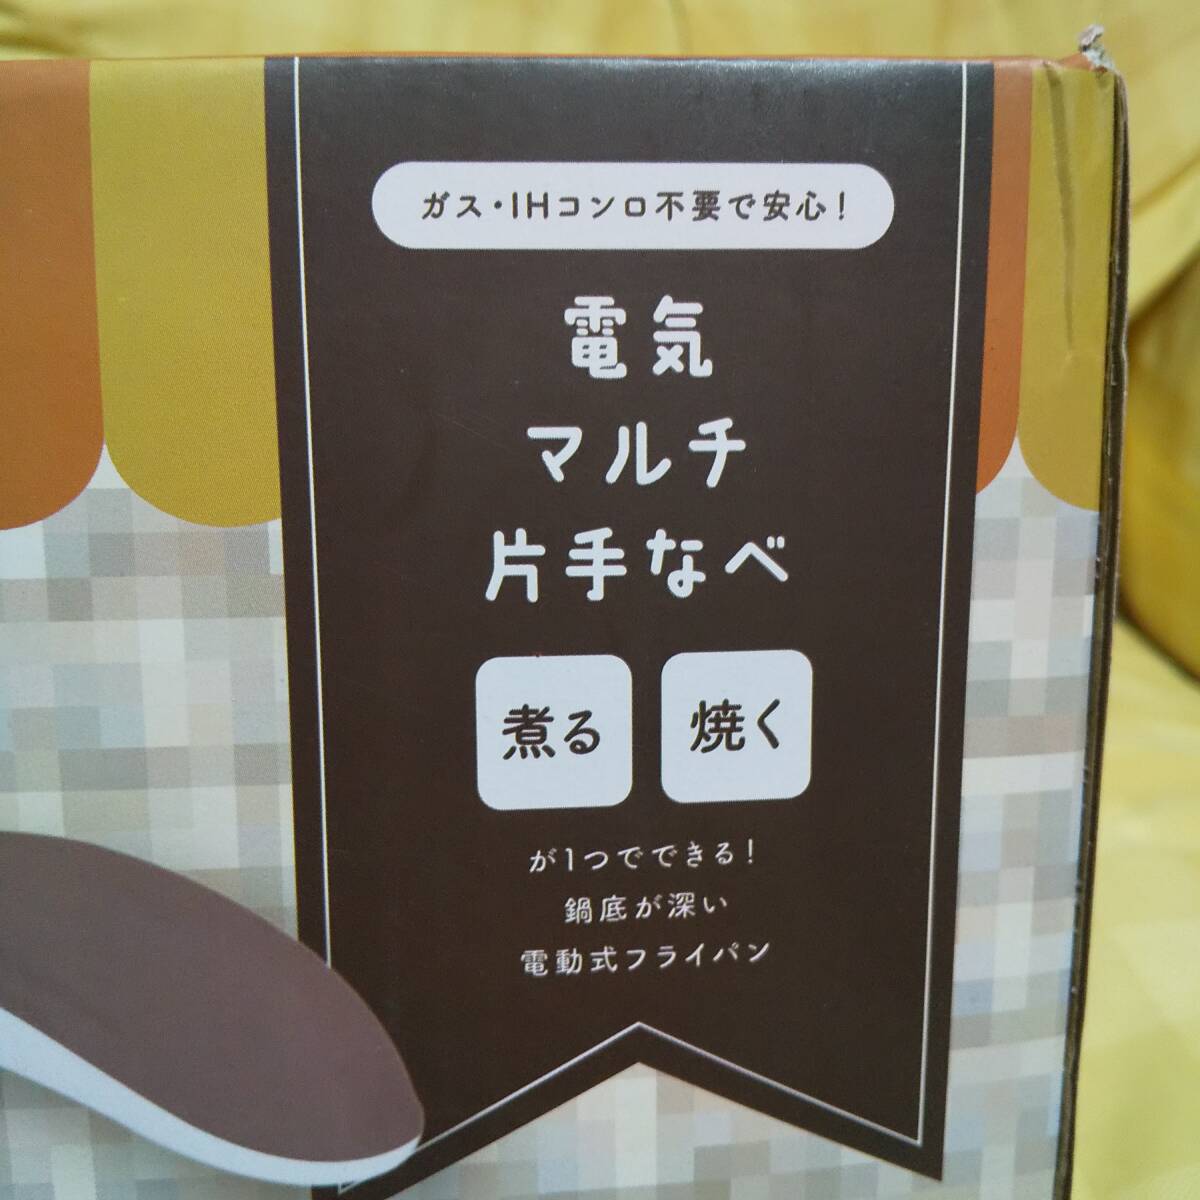 ガス・IHコンロ不要で安心!
電気
マルチ
片手なべ
煮る 焼く
が1つでできる!
鍋底が深い
電動式フライパン